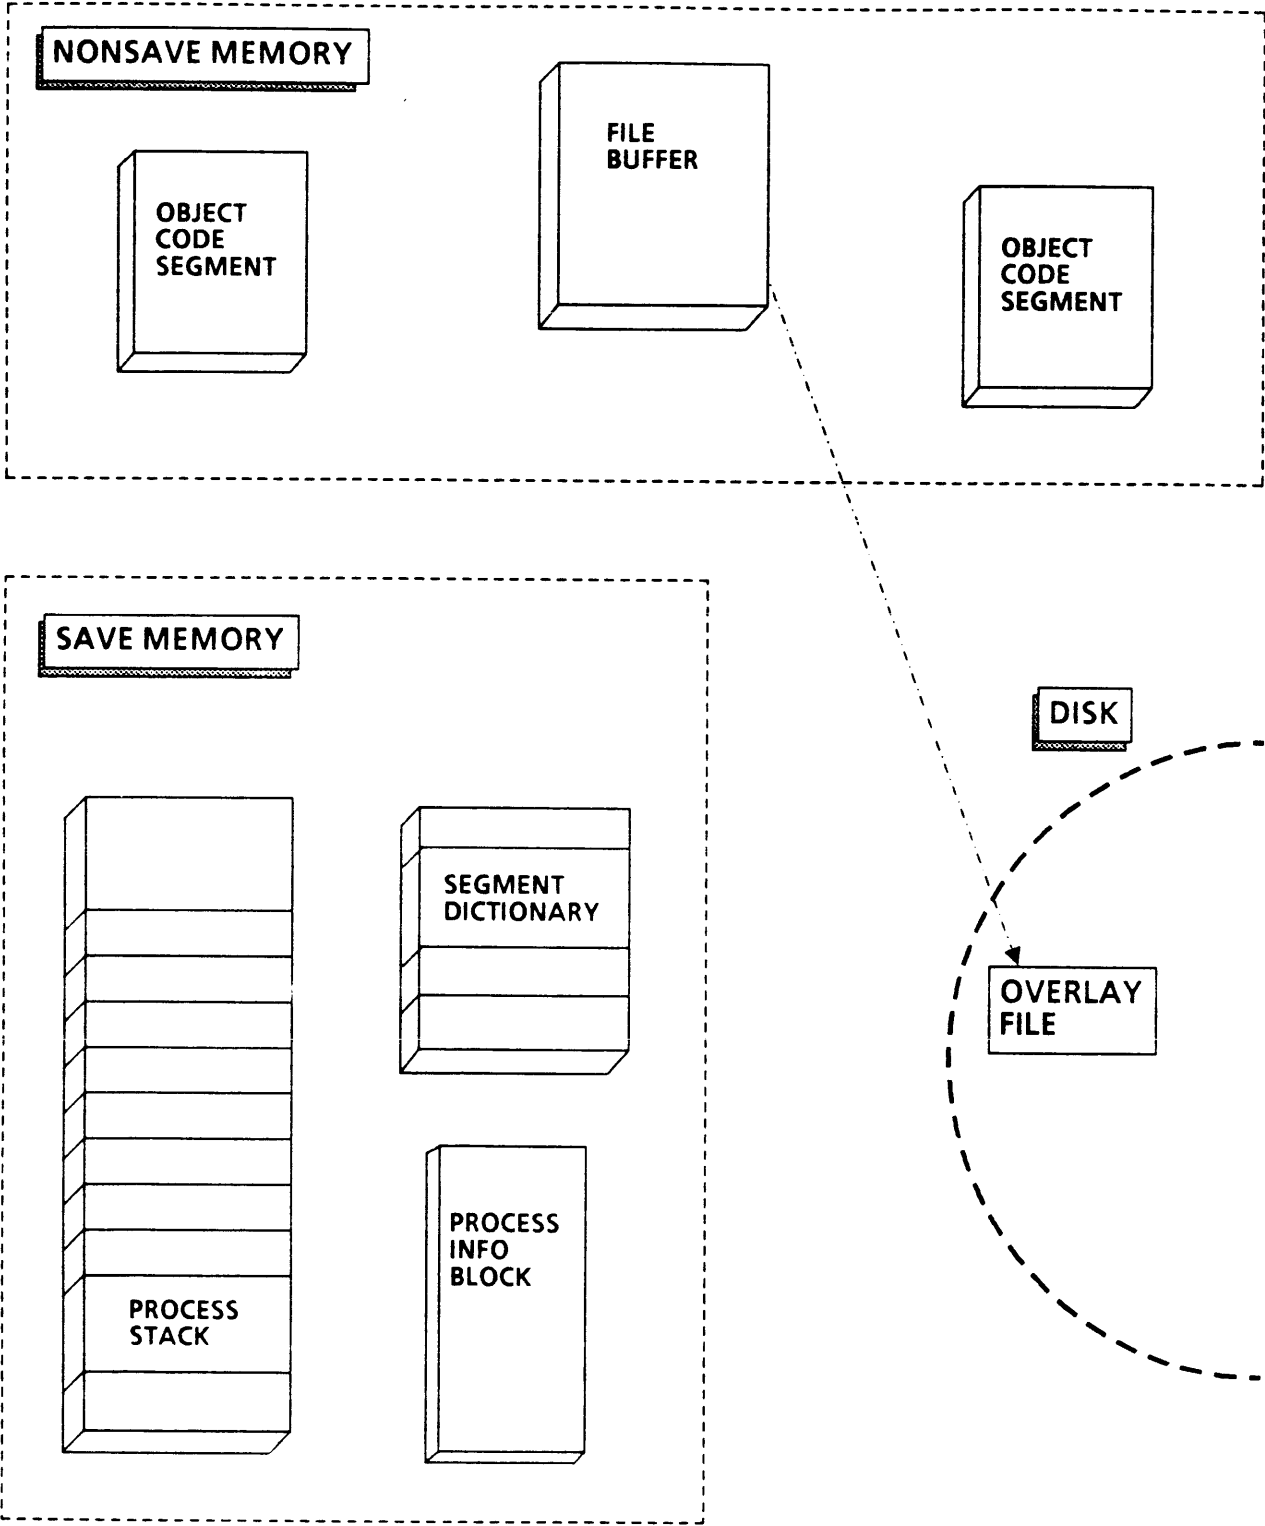 NONSAVE MEMORY
FILE
BUFFER
OBJECT
CODE
SEGMENT
OBJECT
CODE
SEGMENT
SAVE MEMORY
DISK
SEGMENT
DICTIONARY
OVERLAY
FILE
PROCESS
INFO
BLOCK
PROCESS
STACK